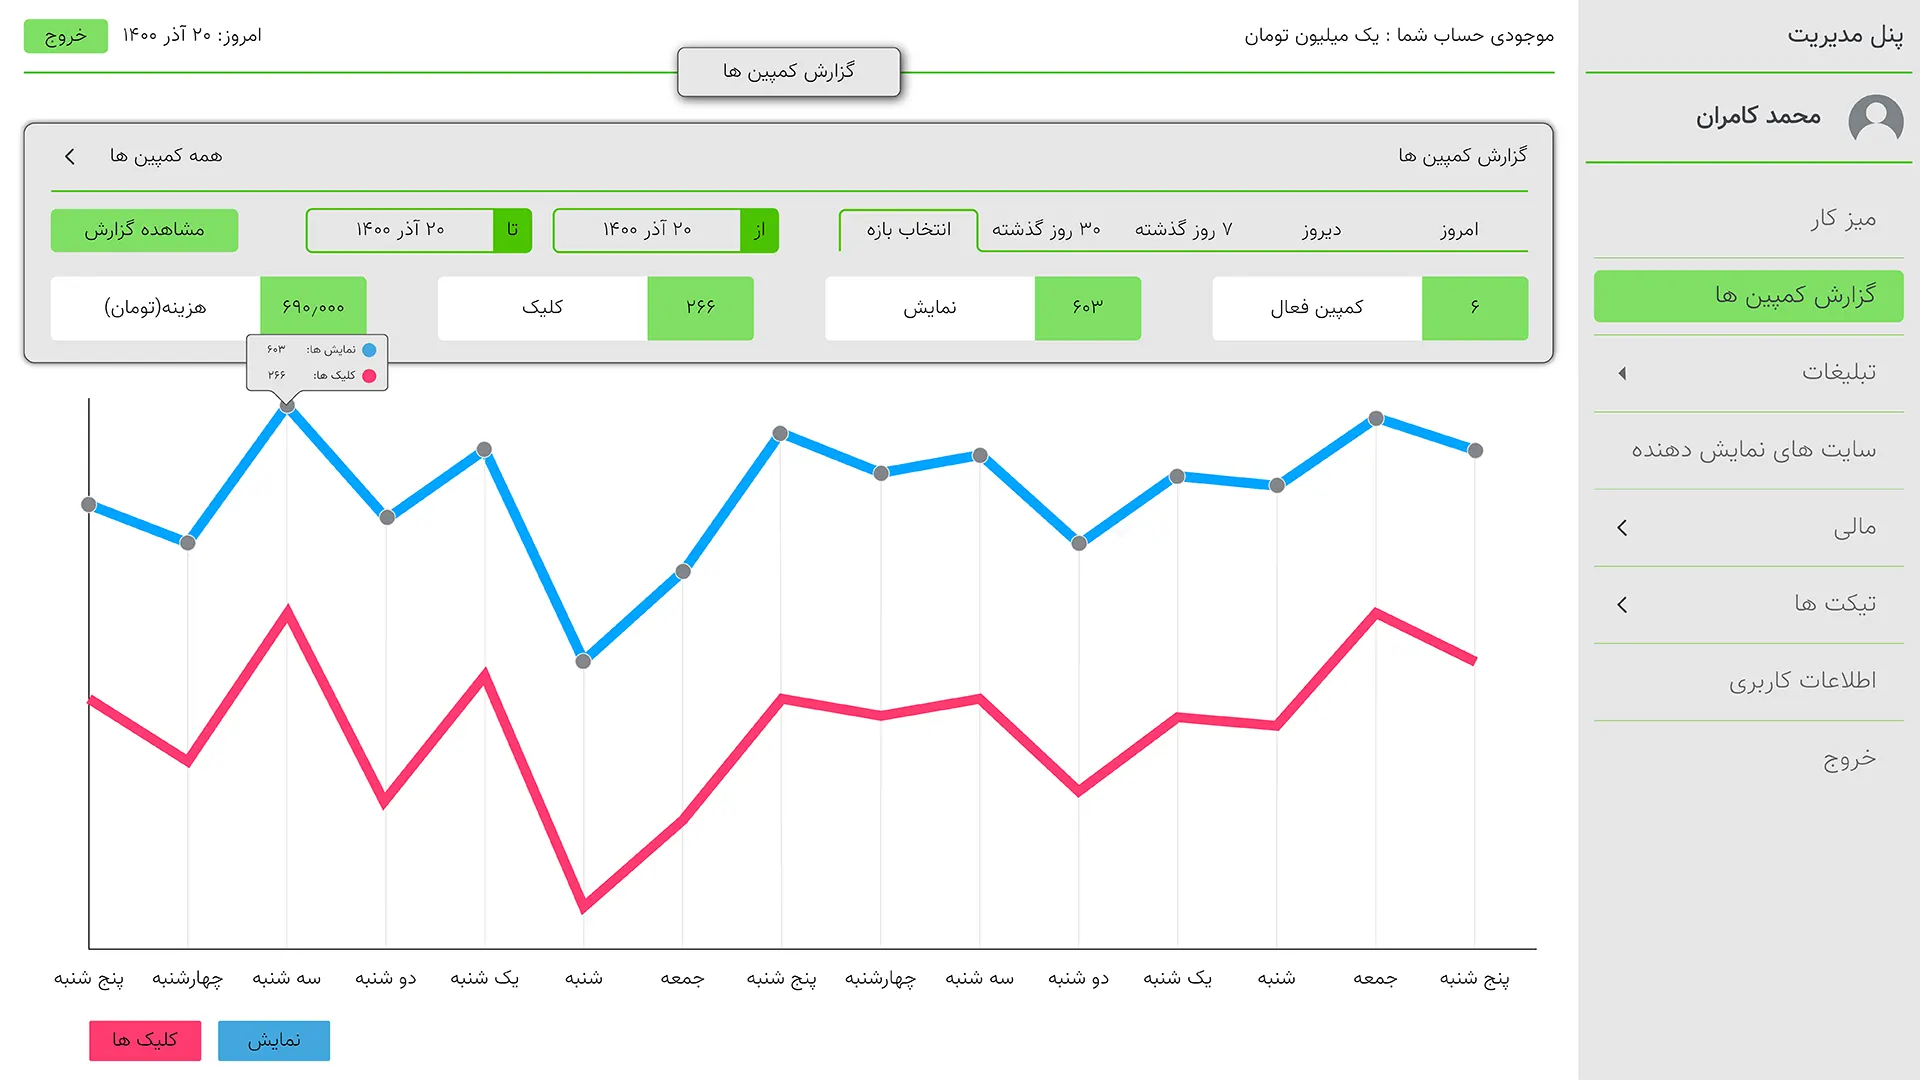 پنل مدیریت
محمد کامران
میز کار
گزارش کمپین ها
تبلیغات
سایت های نمایش دهنده
مالی
تیکت ها
اطلاعات کاربری
خروج
موجودی حساب شما : یک میلیون تومان
امروز: ۲۰ آذر ۱۴۰۰
خروج
گزارش کمپین ها
گزارش کمپین ها
همه کمپین ها
امروز دیروز ۷ روز گذشته ۳۰ روز گذشته انتخاب بازه
از ۲۰ آذر ۱۴۰۰
تا ۲۰ آذر ۱۴۰۰
مشاهده گزارش
۶ کمپین فعال
۶۰۳ نمایش
۲۶۶ کلیک
۶۹۰٫۰۰۰ هزینه(تومان)
نمایش ها: ۶۰۳
کلیک ها: ۲۶۶
پنج شنبه جمعه شنبه یک شنبه دو شنبه سه شنبه چهارشنبه پنج شنبه جمعه شنبه یک شنبه دو شنبه سه شنبه چهارشنبه پنج شنبه
نمایش
کلیک ها